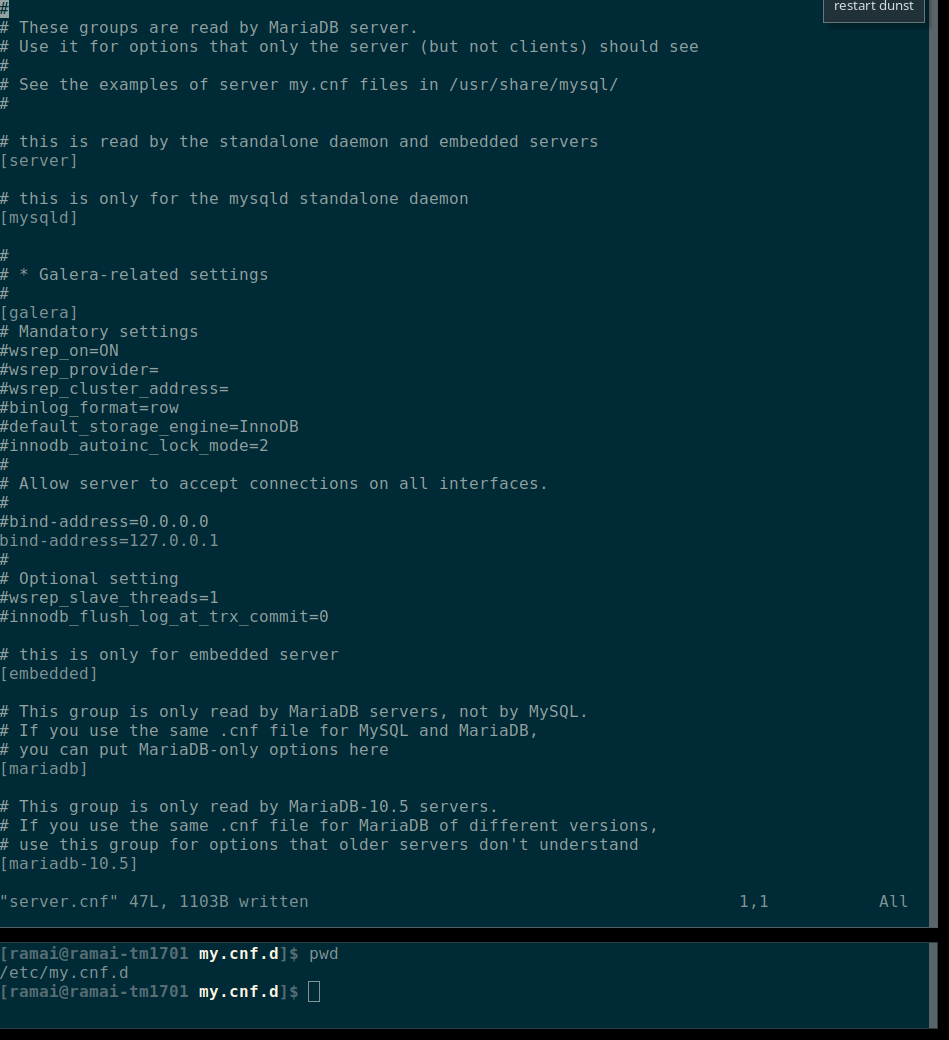 restart dunst
#
# These groups are read by MariaDB server.
# Use it for options that only the server (but not clients) should see
#
# See the examples of server my.cnf files in /usr/share/mysql/
#
# this is read by the standalone daemon and embedded servers
[server]
# this is only for the mysqld standalone daemon
[mysqld]
#
# * Galera-related settings
#
[galera]
# Mandatory settings
#wsrep_on=ON
#wsrep_provider=
#wsrep_cluster_address=
#binlog_format=row
#default_storage_engine=InnoDB
#innodb_autoinc_lock_mode=2
#
# Allow server to accept connections on all interfaces.
#
#bind-address=0.0.0.0
bind-address=127.0.0.1
#
# Optional setting
#wsrep_slave_threads=1
#innodb_flush_log_at_trx_commit=0
# this is only for embedded server
[embedded]
# This group is only read by MariaDB servers, not by MySQL.
# If you use the same .cnf file for MySQL and MariaDB,
# you can put MariaDB-only options here
[mariadb]
# This group is only read by MariaDB-10.5 servers.
# If you use the same .cnf file for MariaDB of different versions,
# use this group for options that older servers don't understand
[mariadb-10.5]
"server.cnf" 47L, 1103B written 1,1 All
[ramai@ramai-tm1701 my.cnf.d]$ pwd
/etc/my.cnf.d
[ramai@ramai-tm1701 my.cnf.d]$